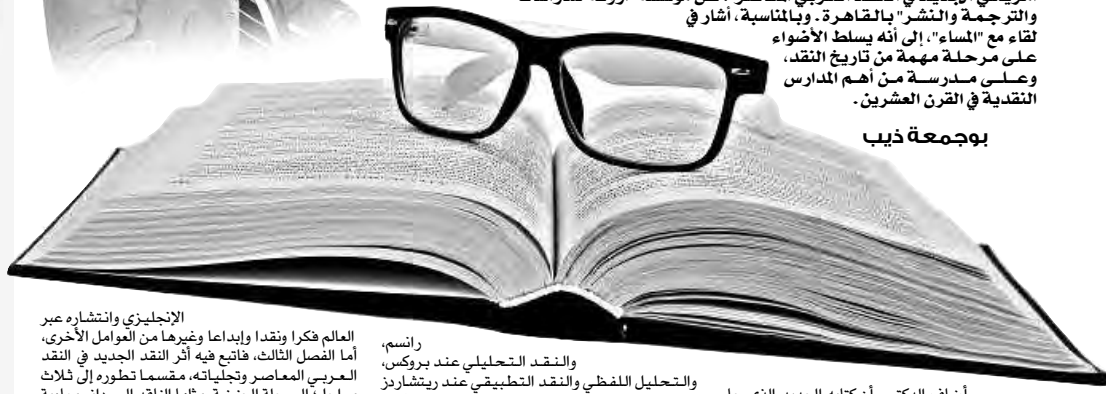 والترجمة والنشر" بالقاهرة. وبالمناسبة، أشار في
لقاء مع "المساء"، إلى أنه يسلط الأضواء
على مرحلة مهمة من تاريخ النقد،
وعلى مدرسة من أهم المدارس
النقدية في القرن العشرين.
بوجمعة ذيب
رانسم،
والنقد التحليلي عند بروكس،
والتحليل اللفظي والنقد التطبيقي عند ريتشاردز
الإنجليزي وانتشاره عبر
العالم فكرا ونقدا وإبداعا وغيرها من العوامل الأخرى،
أما الفصل الثالث، فاتبع فيه أثر النقد الجديد في النقد
العربي المعاصر وتجلياته، مقسما تطوره إلى ثلاث